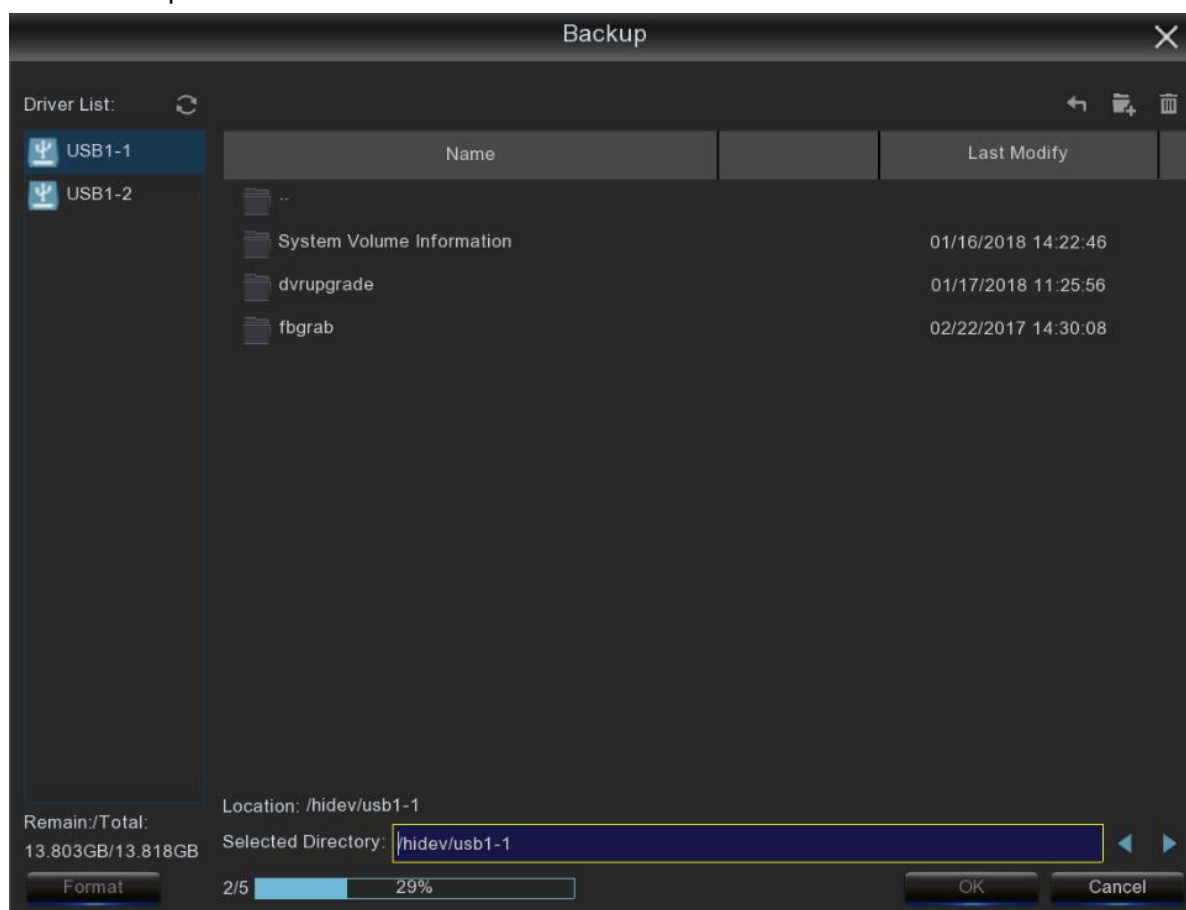 Backup
Driver List:
USB1-1
USB1-2
Name Last Modify
..
System Volume Information 01/16/2018 14:22:46
dvrupgrade 01/17/2018 11:25:56
fbgrab 02/22/2017 14:30:08
Location: /hidev/usb1-1
Remain:/Total:
13.803GB/13.818GB
Selected Directory: /hidev/usb1-1
Format 2/5 29% OK Cancel